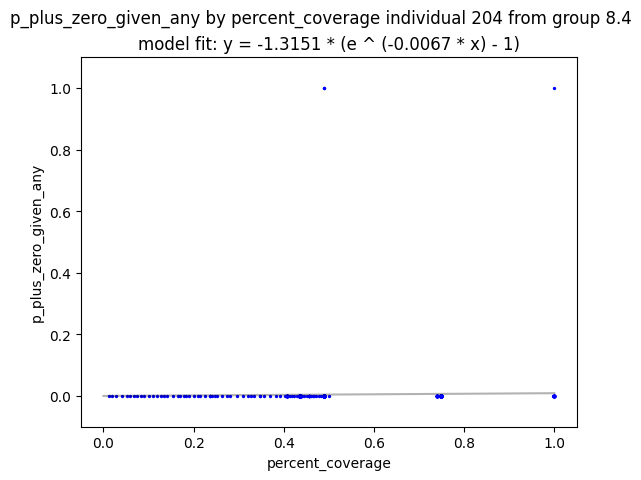 p_plus_zero_given_any by percent_coverage individual 204 from group 8.4
model fit: y = -1.3151 * (e ^ (-0.0067 * x) - 1)
1.0
0.8
0.6
0.4
0.2
0.0
p_plus_zero_given_any
0.0 0.2 0.4 0.6 0.8 1.0
percent_coverage